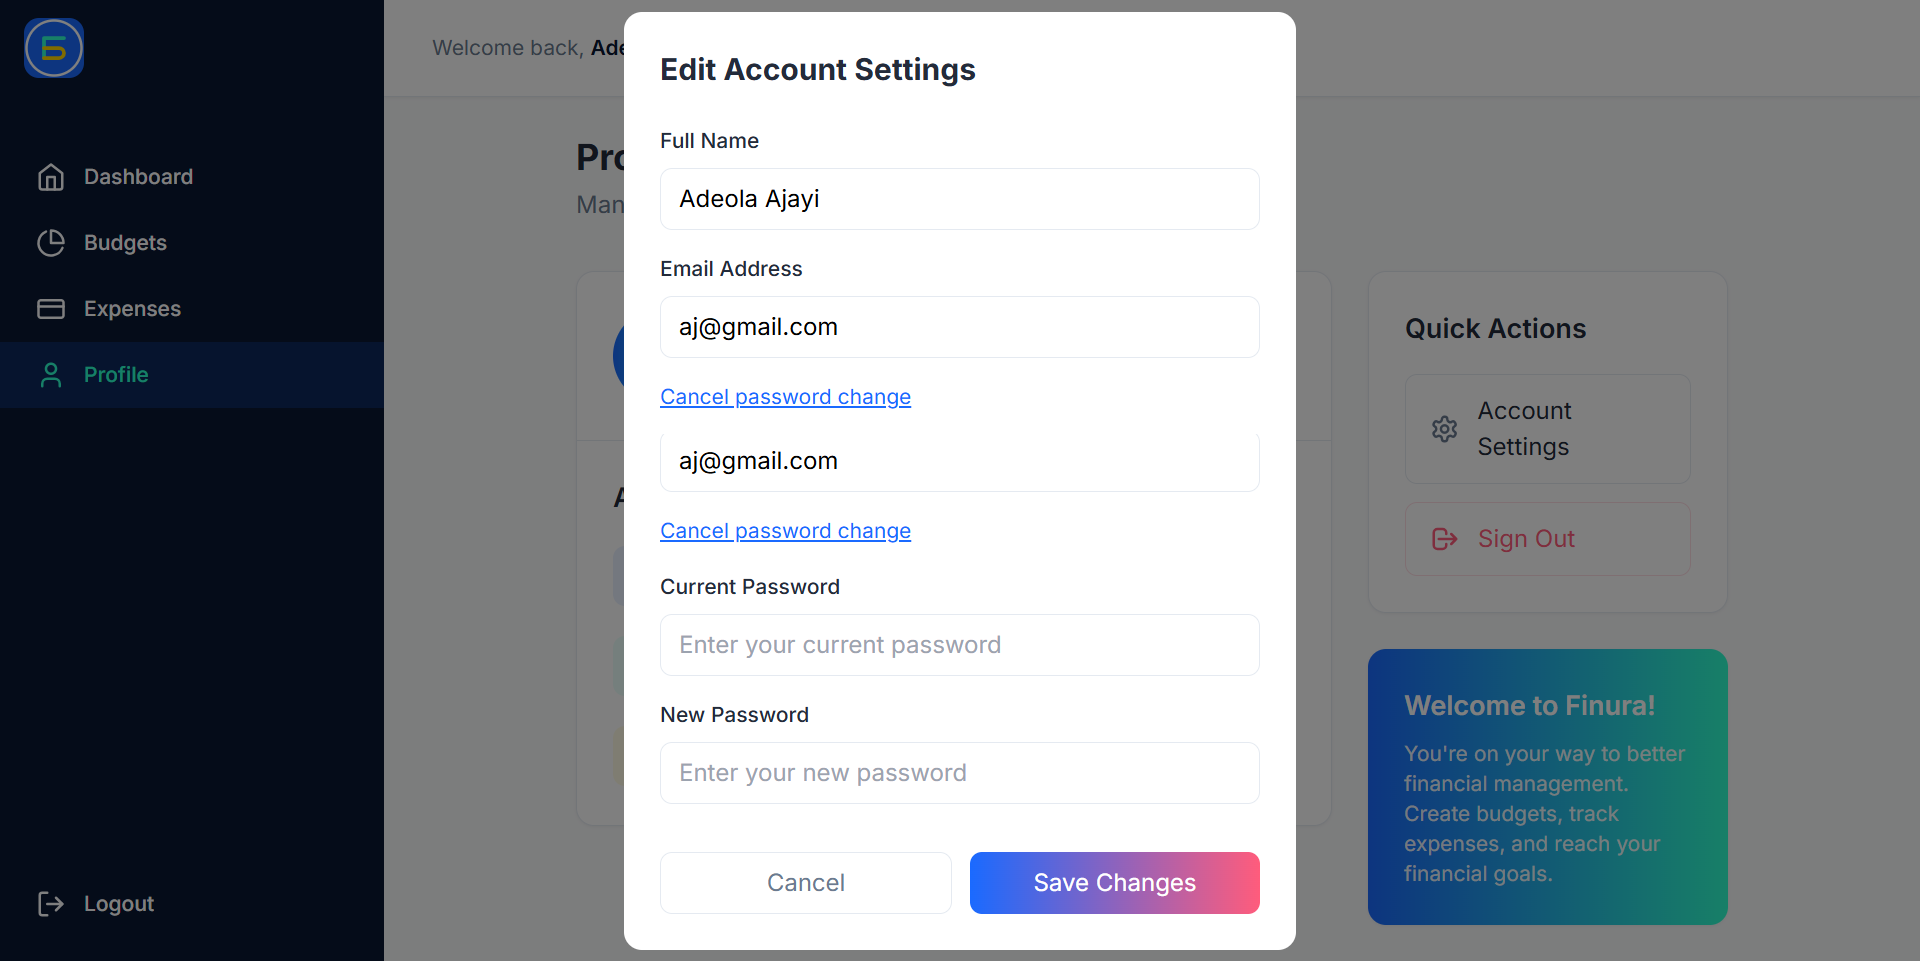 Dashboard
Budgets
Expenses
Profile
Logout
Welcome back, Ade
Pro
Man
A
Edit Account Settings
Full Name
Adeola Ajayi
Email Address
aj@gmail.com
Cancel password change
aj@gmail.com
Cancel password change
Current Password
Enter your current password
New Password
Enter your new password
Cancel
Save Changes
Quick Actions
Account
Settings
Sign Out
Welcome to Finura!
You're on your way to better
financial management.
Create budgets, track
expenses, and reach your
financial goals.